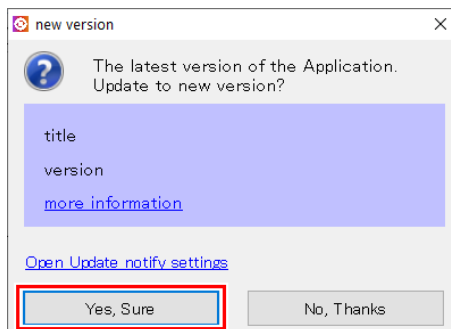 new version
The latest version of the Application.
Update to new version?
title
version
more information
Open Update notify settings
Yes, Sure
No, Thanks